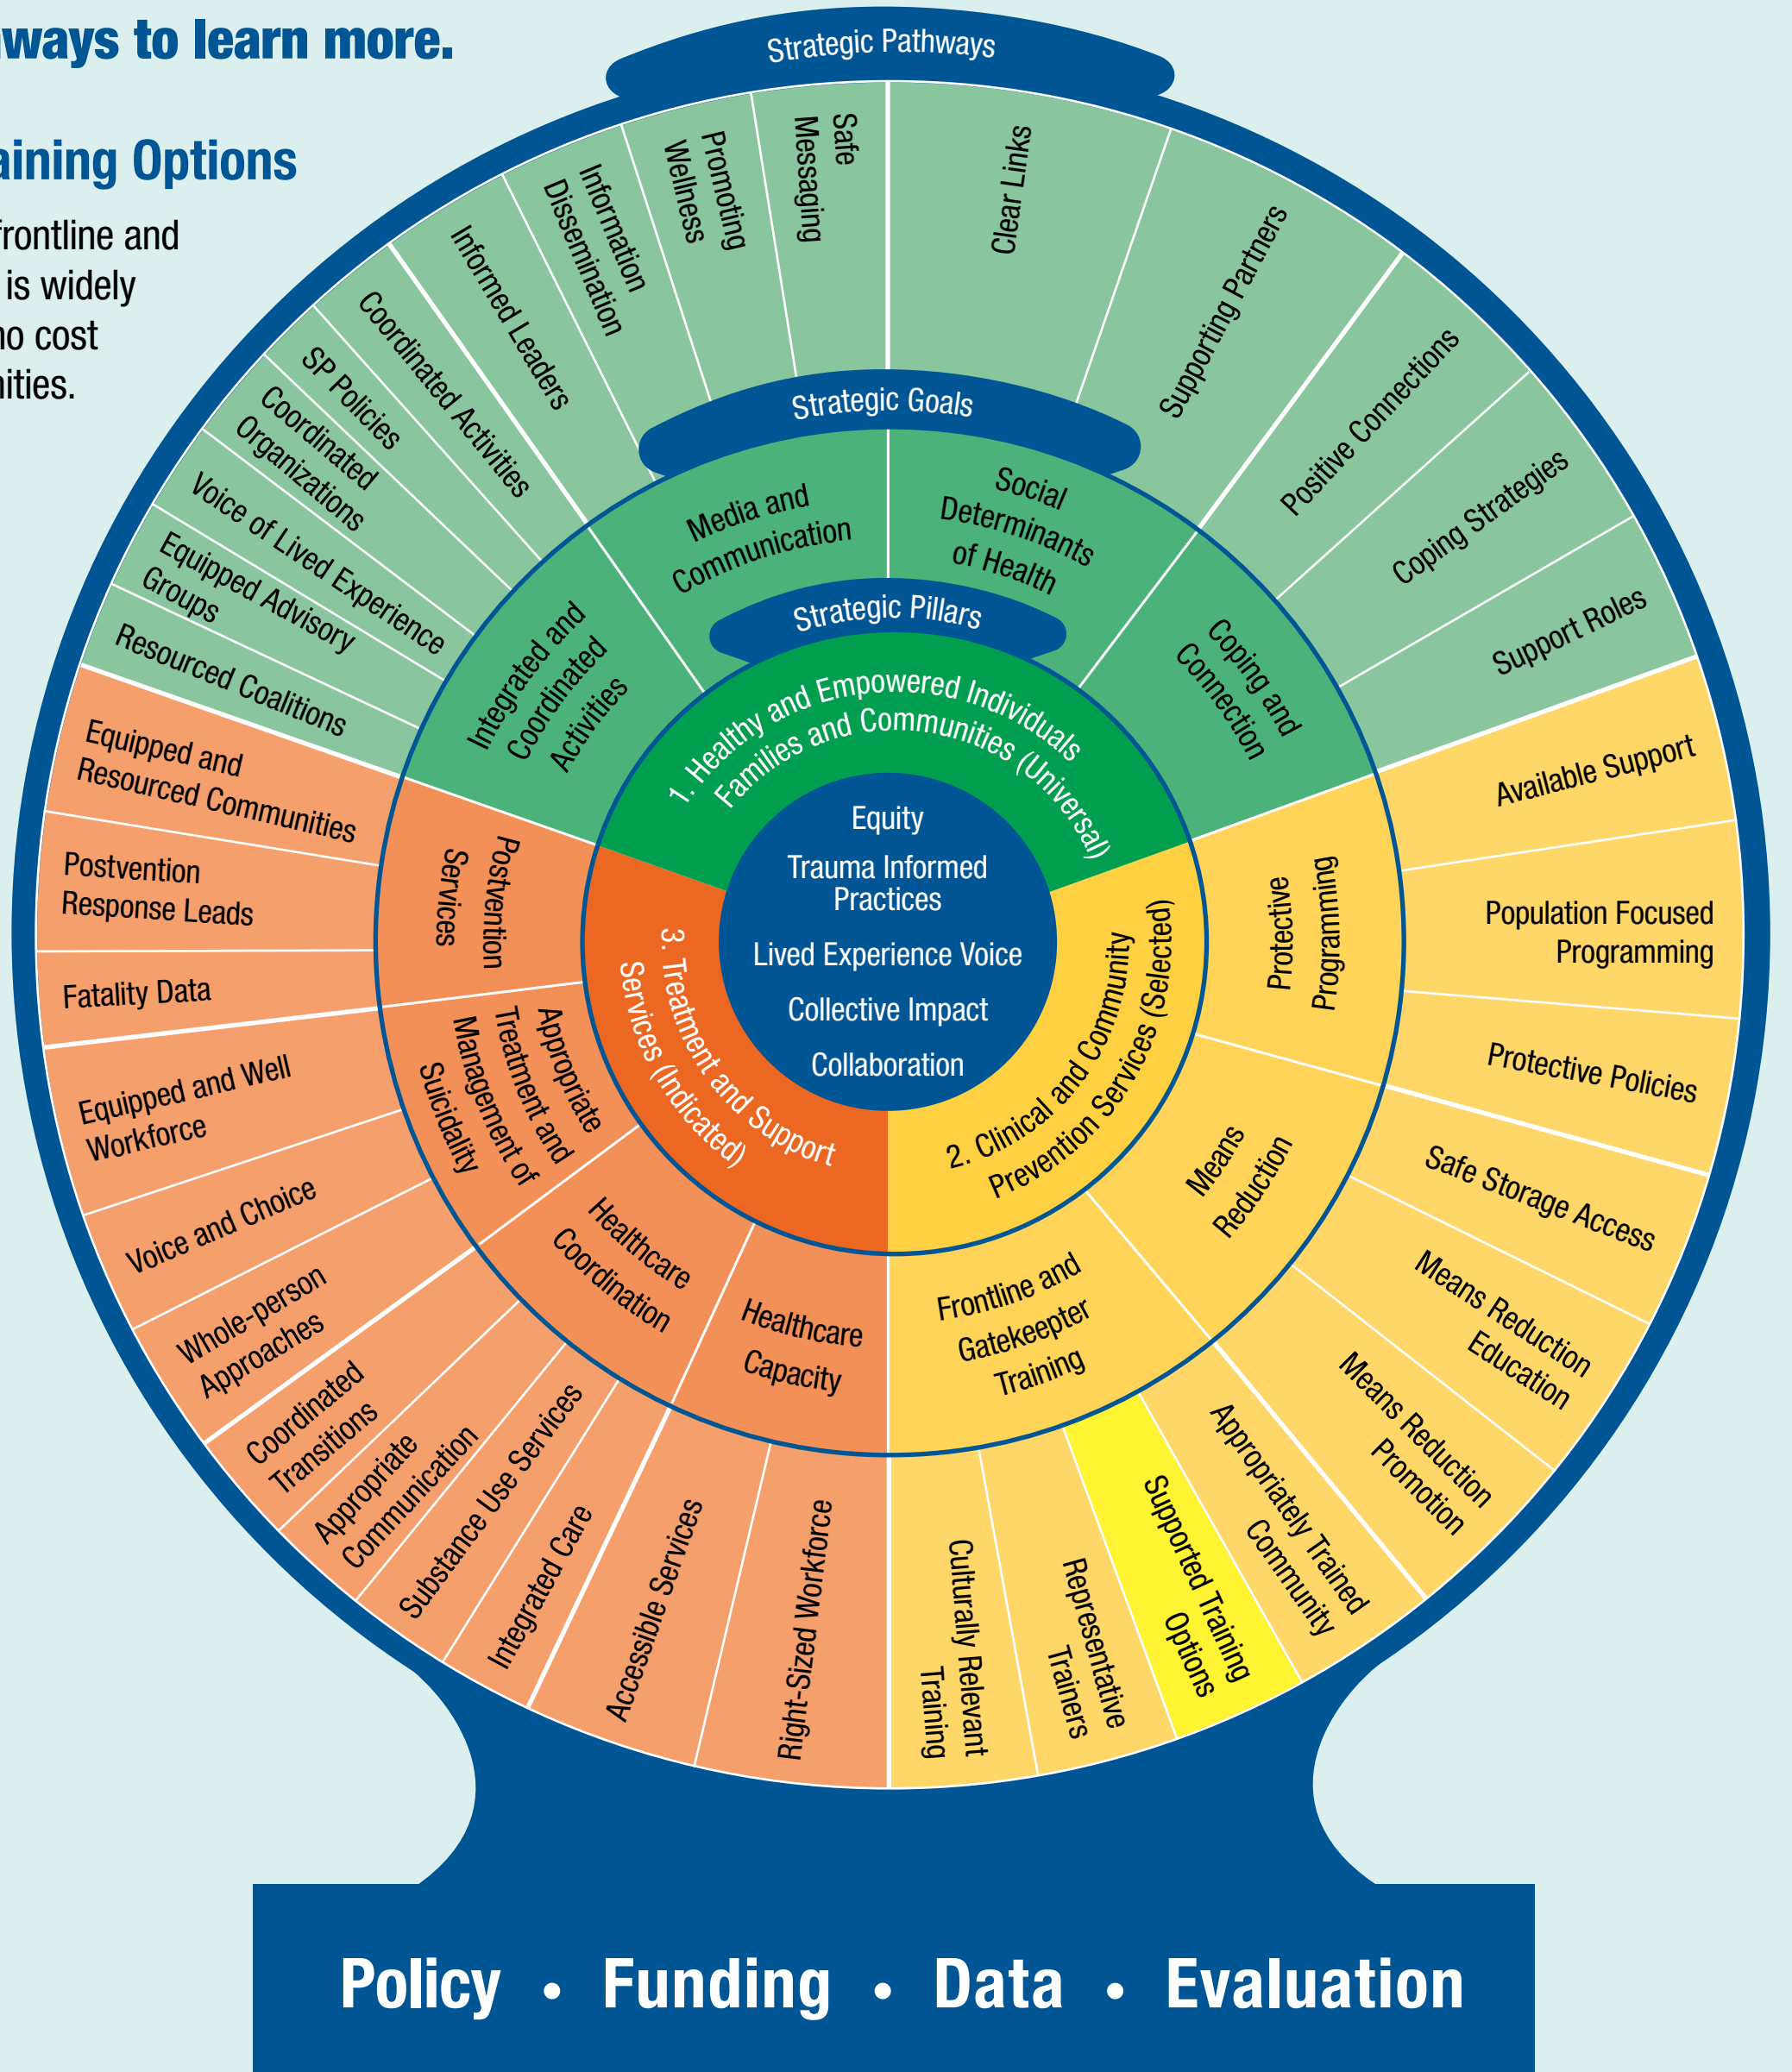 ways to learn more.
aining Options
frontline and
is widely
no cost
nities.
Strategic Pathways
Safe
Messaging
Promoting
Wellness
Information
Dissemination
Informed Leaders
Coordinated Activities
SP Policies
Coordinated
Organizations
Voice of Lived Experience
Equipped Advisory
Groups
Resourced Coalitions
Clear Links
Supporting Partners
Positive Connections
Coping Strategies
Support Roles
Strategic Goals
Media and
Communication
Social
Determinants
of Health
Integrated and
Coordinated
Activities
Coping and
Connection
Strategic Pillars
1. Healthy and Empowered Individuals
Families and Communities (Universal)
Equity
Trauma Informed
Practices
Lived Experience Voice
Collective Impact
Collaboration
2. Clinical and Community
Prevention Services (Selected)
3. Treatment and Support
Services (Indicated)
Protective
Programming
Available Support
Population Focused
Programming
Protective Policies
Means
Reduction
Safe Storage Access
Means Reduction
Education
Means Reduction
Promotion
Frontline and
Gatekeepter
Training
Appropriately Trained
Community
Supported Training
Options
Representative
Trainers
Culturally Relevant
Training
Healthcare
Capacity
Right-Sized Workforce
Accessible Services
Healthcare
Coordination
Integrated Care
Substance Use Services
Appropriate
Communication
Coordinated
Transitions
Appropriate
Treatment and
Management of
Suicidality
Whole-person
Approaches
Voice and Choice
Equipped and Well
Workforce
Postvention
Services
Fatality Data
Postvention
Response Leads
Equipped and
Resourced Communities
Policy • Funding • Data • Evaluation